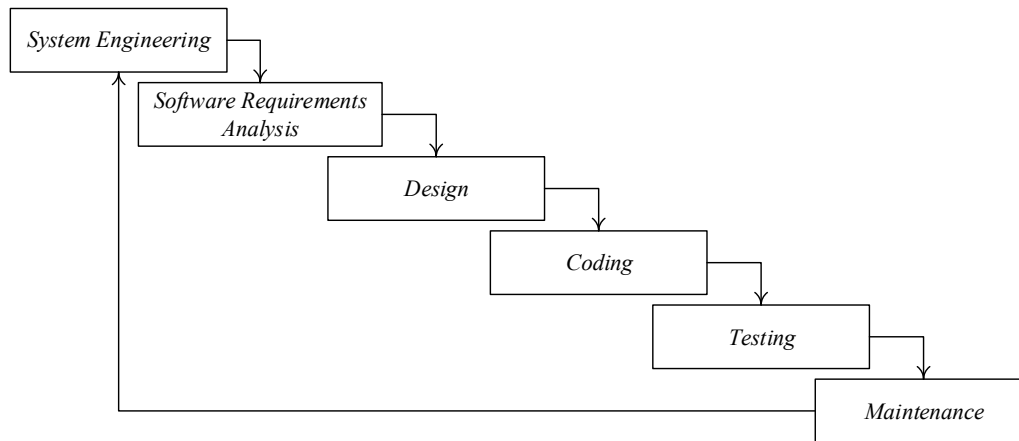 System Engineering
Software Requirements
Analysis
Design
Coding
Testing
Maintenance